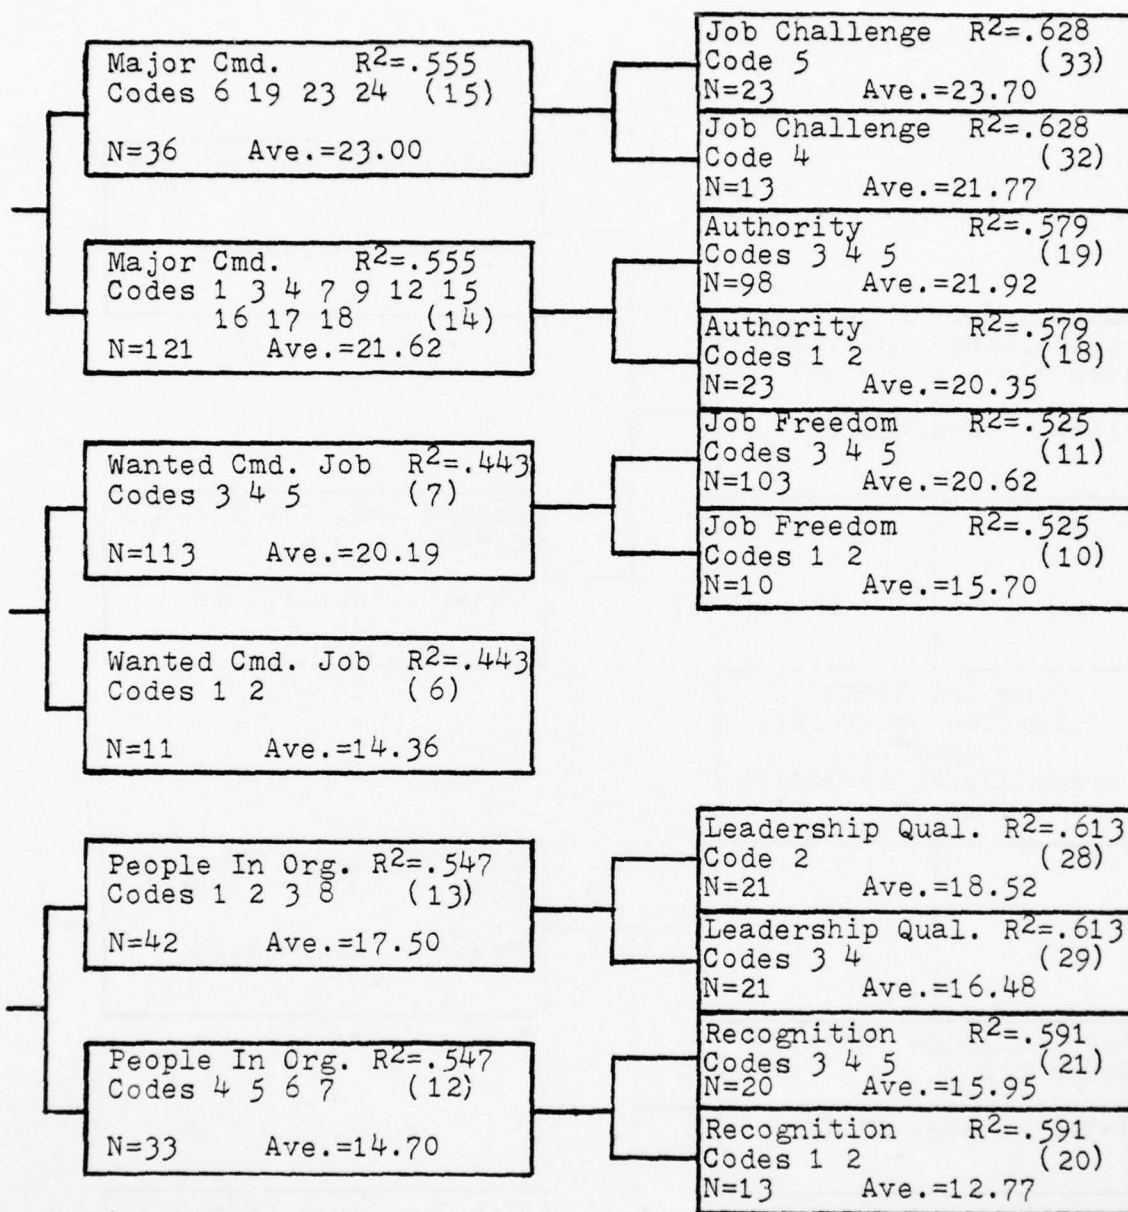 Major Cmd. R²=.555
Codes 6 19 23 24 (15)
N=36 Ave.=23.00
Major Cmd. R²=.555
Codes 1 3 4 7 9 12 15
16 17 18 (14)
N=121 Ave.=21.62
Wanted Cmd. Job R²=.443
Codes 3 4 5 (7)
N=113 Ave.=20.19
Wanted Cmd. Job R²=.443
Codes 1 2 (6)
N=11 Ave.=14.36
People In Org. R²=.547
Codes 1 2 3 8 (13)
N=42 Ave.=17.50
People In Org. R²=.547
Codes 4 5 6 7 (12)
N=33 Ave.=14.70
Job Challenge R²=.628
Code 5 (33)
N=23 Ave.=23.70
Job Challenge R²=.628
Code 4 (32)
N=13 Ave.=21.77
Authority R²=.579
Codes 3 4 5 (19)
N=98 Ave.=21.92
Authority R²=.579
Codes 1 2 (18)
N=23 Ave.=20.35
Job Freedom R²=.525
Codes 3 4 5 (11)
N=103 Ave.=20.62
Job Freedom R²=.525
Codes 1 2 (10)
N=10 Ave.=15.70
Leadership Qual. R²=.613
Code 2 (28)
N=21 Ave.=18.52
Leadership Qual. R²=.613
Codes 3 4 (29)
N=21 Ave.=16.48
Recognition R²=.591
Codes 3 4 5 (21)
N=20 Ave.=15.95
Recognition R²=.591
Codes 1 2 (20)
N=13 Ave.=12.77